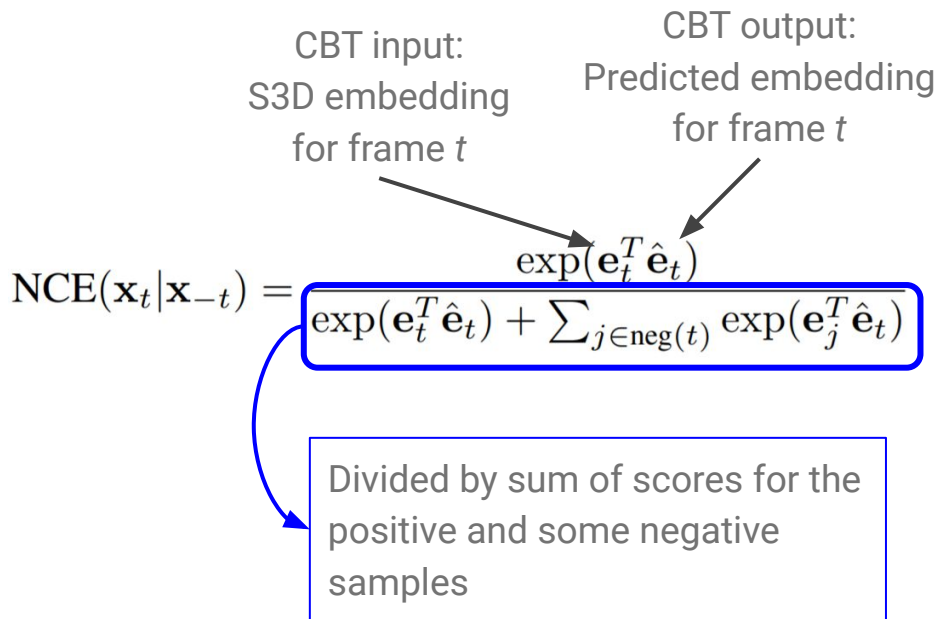 CBT input:
S3D embedding
for frame t
CBT output:
Predicted embedding
for frame t
NCE(x_t|x_{-t}) = \frac{exp(e_t^T ê_t)}{exp(e_t^T ê_t) + ∑_{j∈neg(t)} exp(e_j^T ê_t)}
Divided by sum of scores for the
positive and some negative
samples